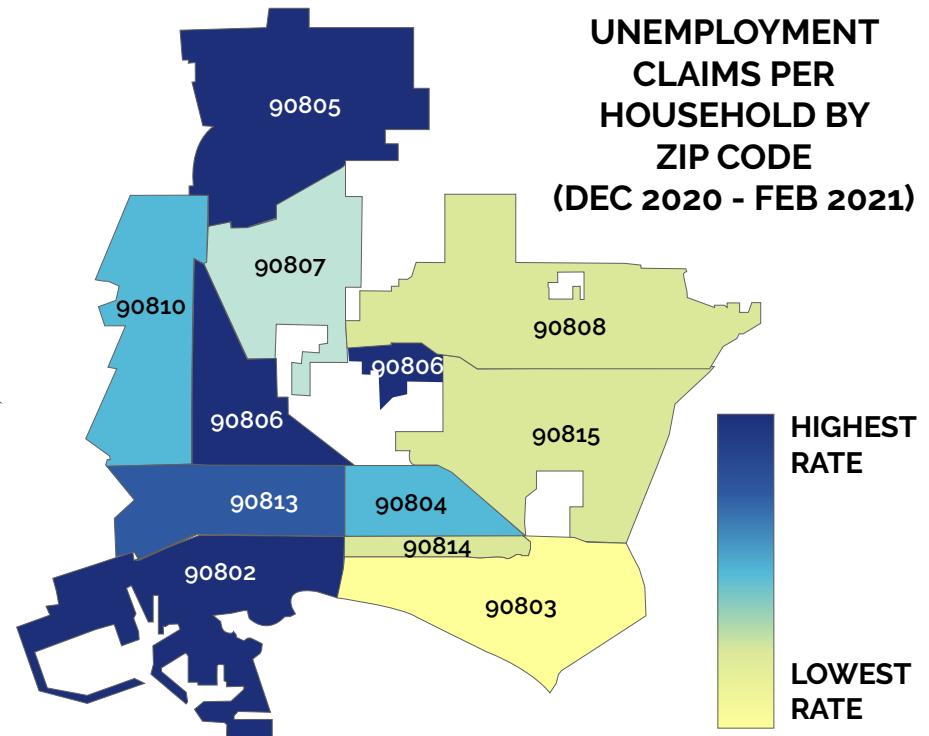 UNEMPLOYMENT
CLAIMS PER
HOUSEHOLD BY
ZIP CODE
(DEC 2020 - FEB 2021)
90805
90807
90810
90808
90806
90806
90815
90813
90804
90814
90802
90803
HIGHEST
RATE
LOWEST
RATE